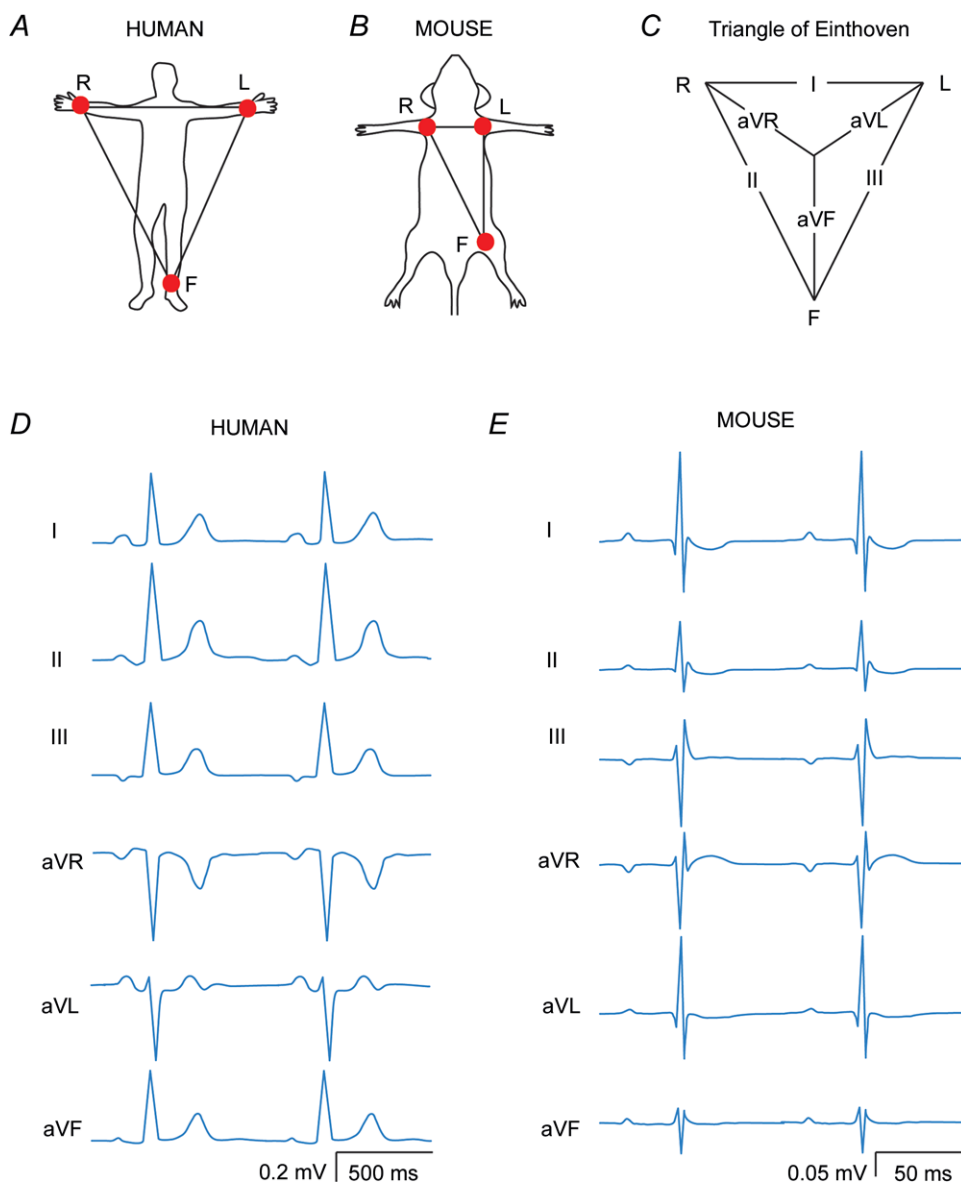 A HUMAN
R L
F
B MOUSE
R L
F
C Triangle of Einthoven
R I L
aVR aVL
II III
aVF
F
D HUMAN
I
II
III
aVR
aVL
aVF
0.2 mV 500 ms
E MOUSE
I
II
III
aVR
aVL
aVF
0.05 mV 50 ms